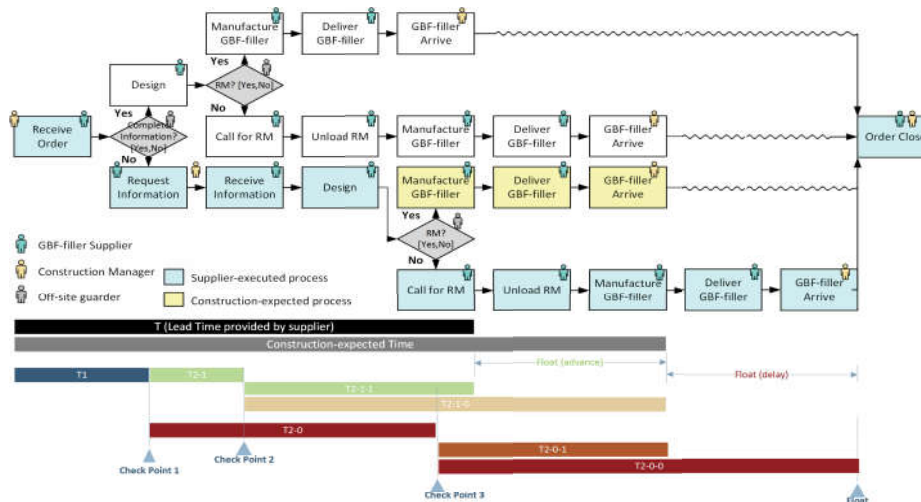 Manufacture
GBF-filler
Deliver
GBF-filler
GBF-filler
Arrive
Yes
Design
RM? [Yes,No]
Yes
No
Receive
Order
Complete
Information?
[Yes,No]
Call for RM
Unload RM
Manufacture
GBF-filler
Deliver
GBF-filler
GBF-filler
Arrive
Order Close
No
Request
Information
Receive
Information
Design
Manufacture
GBF-filler
Deliver
GBF-filler
GBF-filler
Arrive
Yes
RM?
[Yes,No]
No
GBF-filler Supplier
Construction Manager
Off-site guarder
Supplier-executed process
Construction-expected process
Call for RM
Unload RM
Manufacture
GBF-filler
Deliver
GBF-filler
GBF-filler
Arrive
T (Lead Time provided by supplier)
Construction-expected Time
Float (advance)
Float (delay)
T1
T2-1
T2-1-1
T2-1-0
T2-0
T2-0-1
T2-0-0
Check Point 1
Check Point 2
Check Point 3
Float